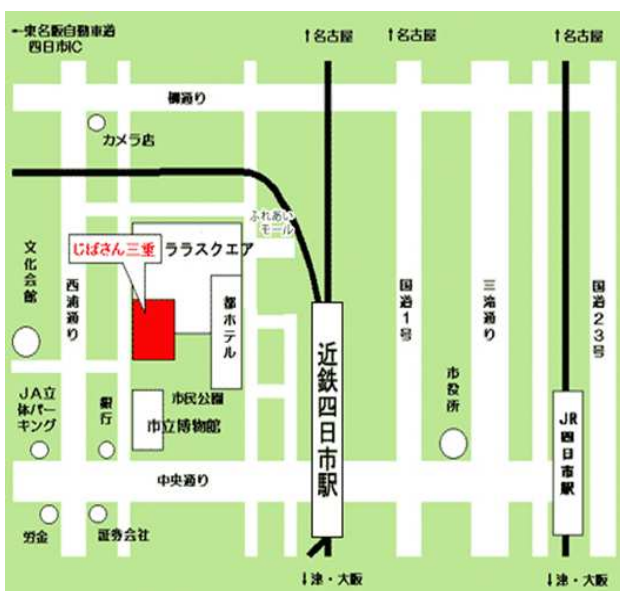 ←東名阪自動車道
四日市IC
↑名古屋
↑名古屋
↑名古屋
柳通り
カメラ店
ふれあい
モール
じばさん三重
ララスクエア
文化会館
西浦通り
都ホテル
国道1号
三滝通り
国道23号
近鉄四日市駅
市役所
JA立
体パー
キング
銀行
市民公園
市立博物館
JR四日市駅
中央通り
労金
証券会社
↓津・大阪
↓津・大阪